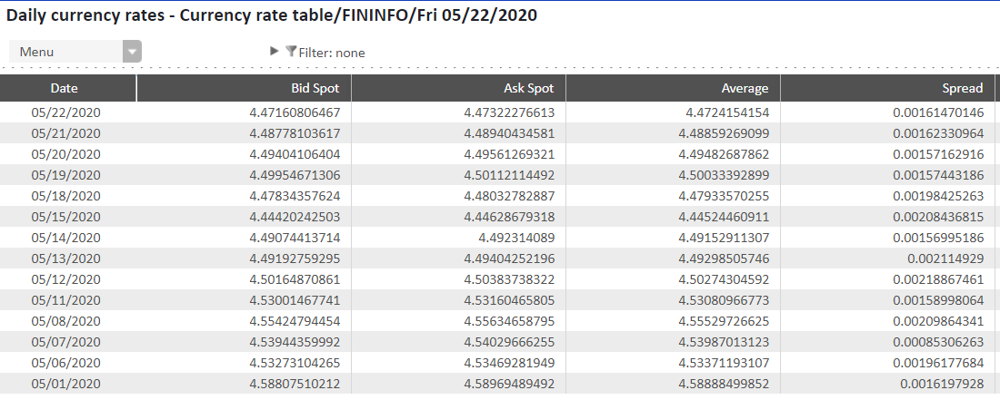 Daily currency rates - Currency rate table/FININFO/Fri 05/22/2020
Menu Filter: none
Date Bid Spot Ask Spot Average Spread
05/22/2020 4.47160806467 4.47322276613 4.4724154154 0.00161470146
05/21/2020 4.48778103617 4.48940434581 4.48859269099 0.00162330964
05/20/2020 4.49404106404 4.49561269321 4.49482687862 0.00157162916
05/19/2020 4.49954671306 4.50112114492 4.50033392899 0.00157443186
05/18/2020 4.47834357624 4.48032782887 4.47933570255 0.00198425263
05/15/2020 4.44420242503 4.44628679318 4.44524460911 0.00208436815
05/14/2020 4.49074413714 4.492314089 4.49152911307 0.00156995186
05/13/2020 4.49192759295 4.49404252196 4.49298505746 0.002114929
05/12/2020 4.50164870861 4.50383738322 4.50274304592 0.00218867461
05/11/2020 4.53001467741 4.53160465805 4.53080966773 0.00158998064
05/08/2020 4.55424794454 4.55634658795 4.55529726625 0.00209864341
05/07/2020 4.53944359992 4.54029666255 4.53987013123 0.00085306263
05/06/2020 4.53273104265 4.53469281949 4.53371193107 0.00196177684
05/01/2020 4.58807510212 4.58969489492 4.58888499852 0.0016197928